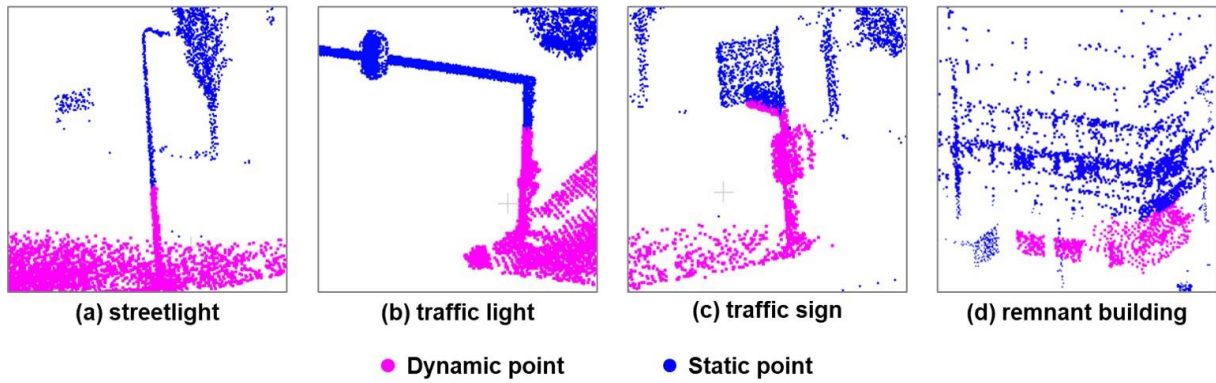 (a) streetlight
(b) traffic light
(c) traffic sign
(d) remnant building
Dynamic point
Static point